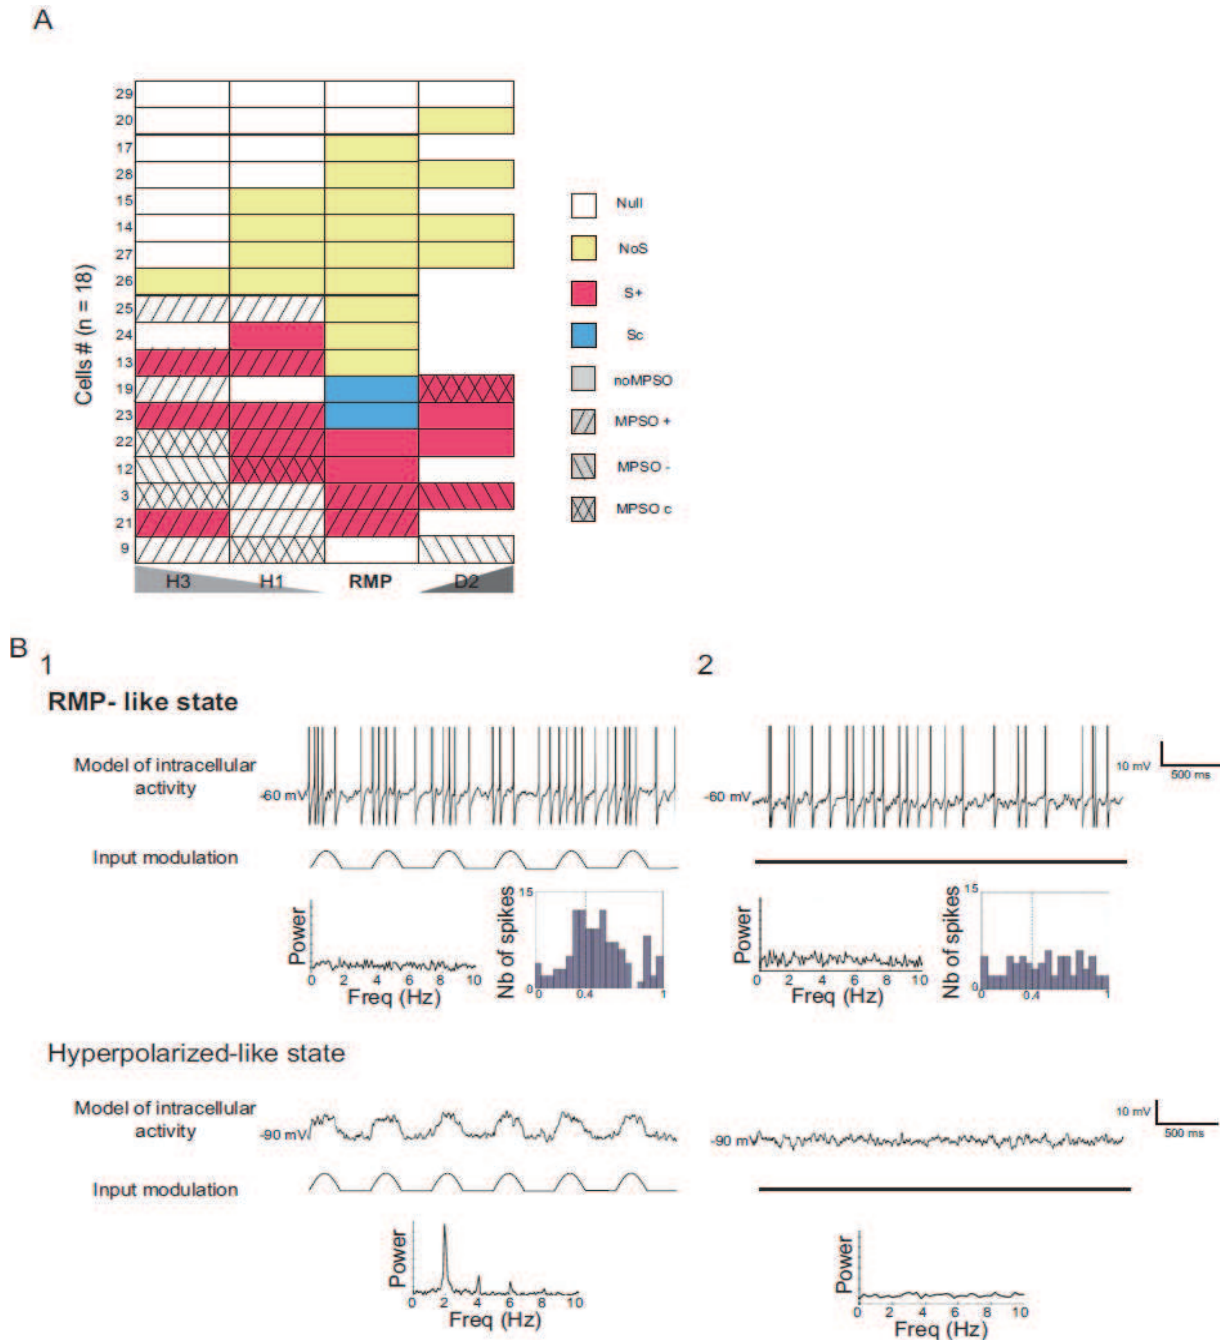 A
Cells # (n = 18)
29
20
17
28
15
14
27
26
25
24
13
19
23
22
12
3
21
9
H3 H1 RMP D2
Null
NoS
S+
Sc
noMPSO
MPSO +
MPSO -
MPSO c
B 1 2
RMP- like state
Model of intracellular
activity
-60 mV
-60 mV
10 mV
500 ms
Input modulation
Power
0 2 4 6 8 10
Freq (Hz)
Nb of spikes
15
0
0 0.4 1
Power
0 2 4 6 8 10
Freq (Hz)
Nb of spikes
15
0
0 0.4 1
Hyperpolarized-like state
Model of intracellular
activity
-90 mV
-90 m
10 mV
500 ms
Input modulation
Power
0 2 4 6 8 10
Freq (Hz)
Power
0 2 4 6 8 10
Freq (Hz)